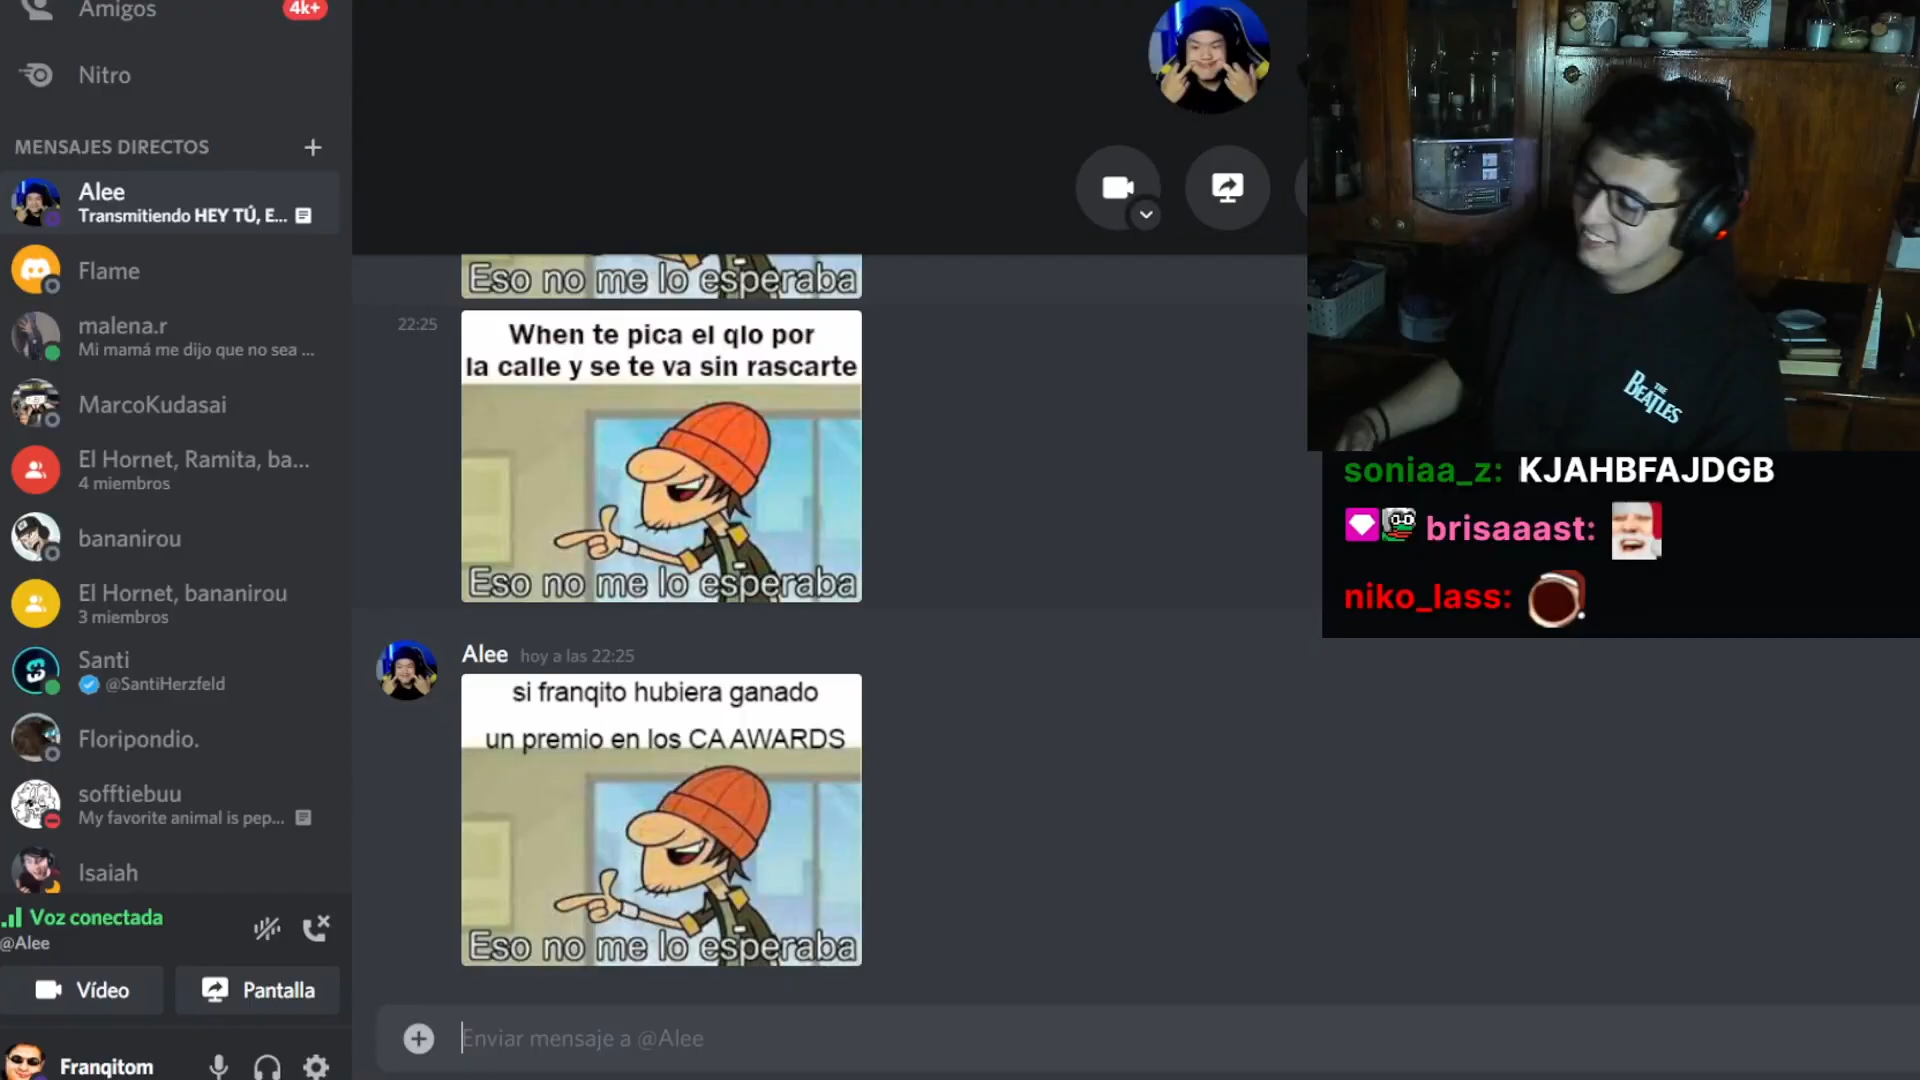 Amigos
4k+
Nitro
MENSAJES DIRECTOS
Alee
Transmitiendo HEY TÚ, E...
Flame
malena.r
Mi mamá me dijo que no sea ...
MarcoKudasai
El Hornet, Ramita, ba...
4 miembros
bananirou
El Hornet, bananirou
3 miembros
Santi
@SantiHerzfeld
Floripondio.
sofftiebuu
My favorite animal is pep...
Isaiah
Voz conectada
@Alee
Vídeo
Pantalla
Franqitom
Eso no me lo esperaba
22:25
When te pica el qlo por
la calle y se te va sin rascarte
Eso no me lo esperaba
Alee hoy a las 22:25
si franqito hubiera ganado
un premio en los CA AWARDS
Eso no me lo esperaba
Enviar mensaje a @Alee
THE
BEATLES
soniaa_z: KJAHBFAJDGB
brisaaast:
niko_lass: